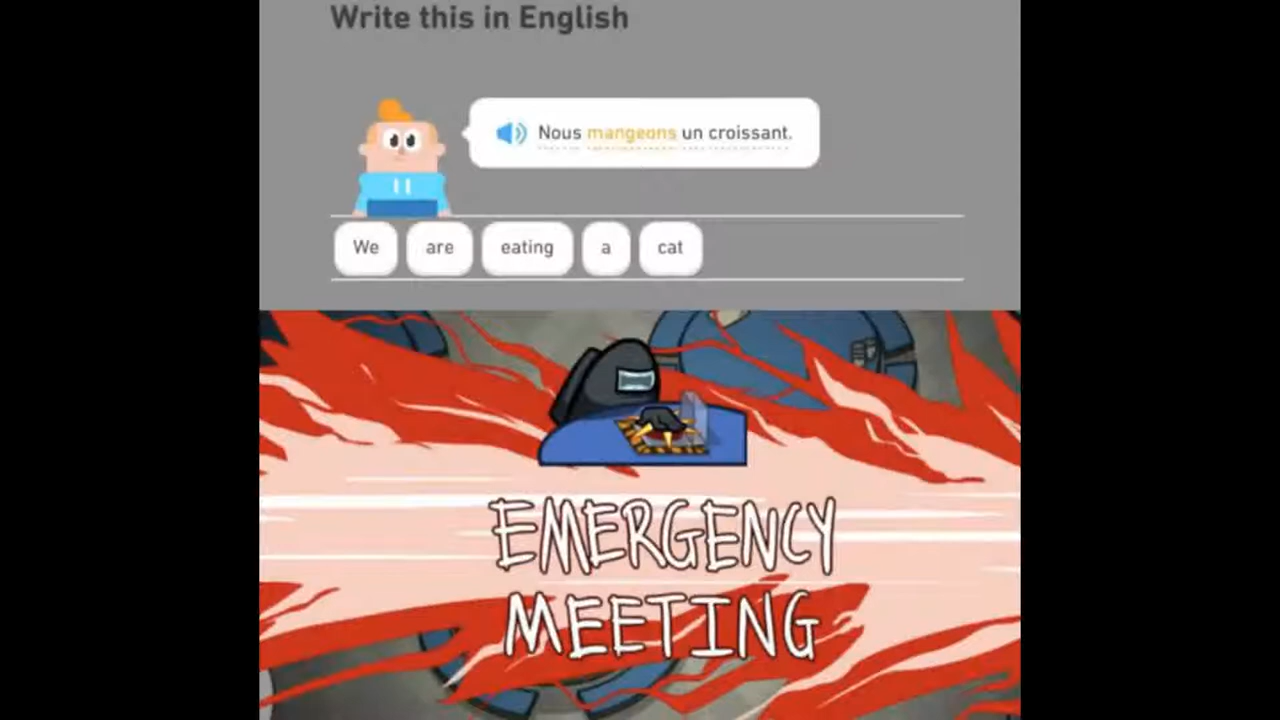 Write this in English
Nous mangeons un croissant.
We are eating a cat
EMERGENCY
MEETING